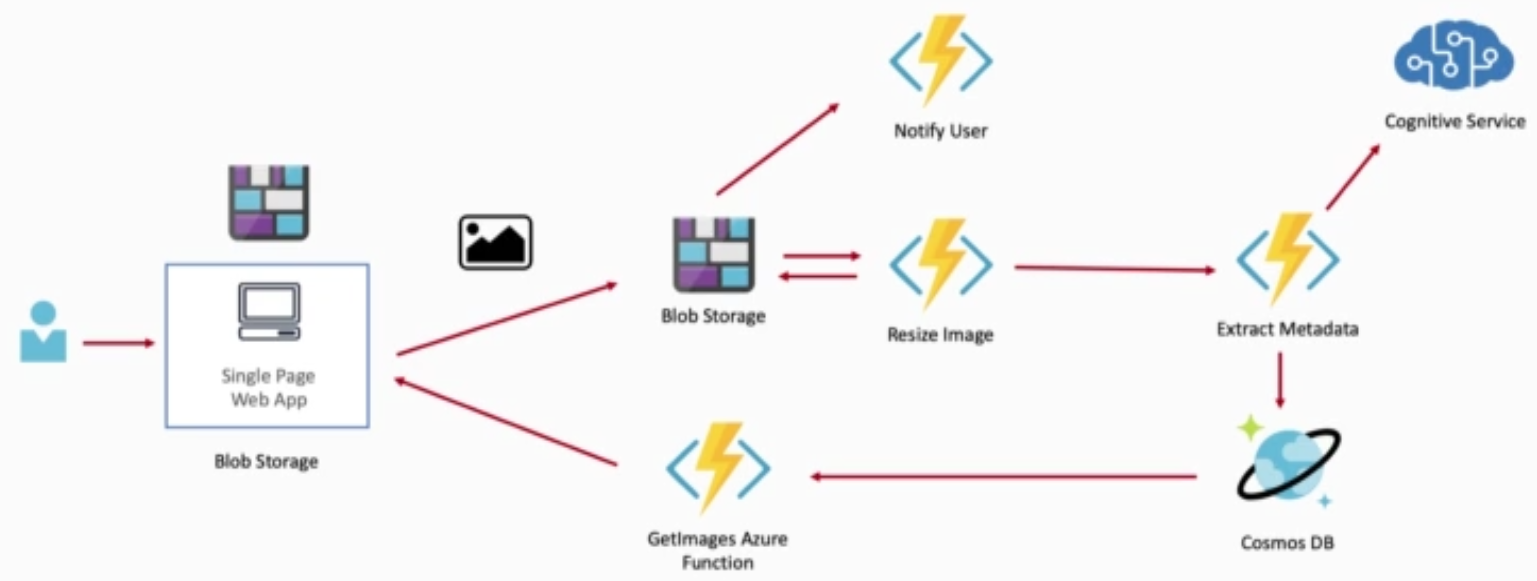 Notify User
Cognitive Service
Blob Storage
Resize Image
Extract Metadata
Single Page
Web App
Blob Storage
GetImages Azure
Function
Cosmos DB